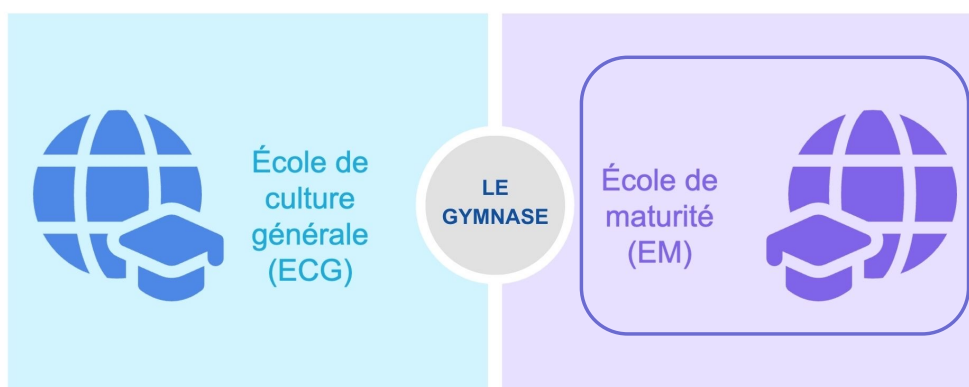 École de
culture
générale
(ECG)
LE
GYMNASE
École de
maturité
(EM)